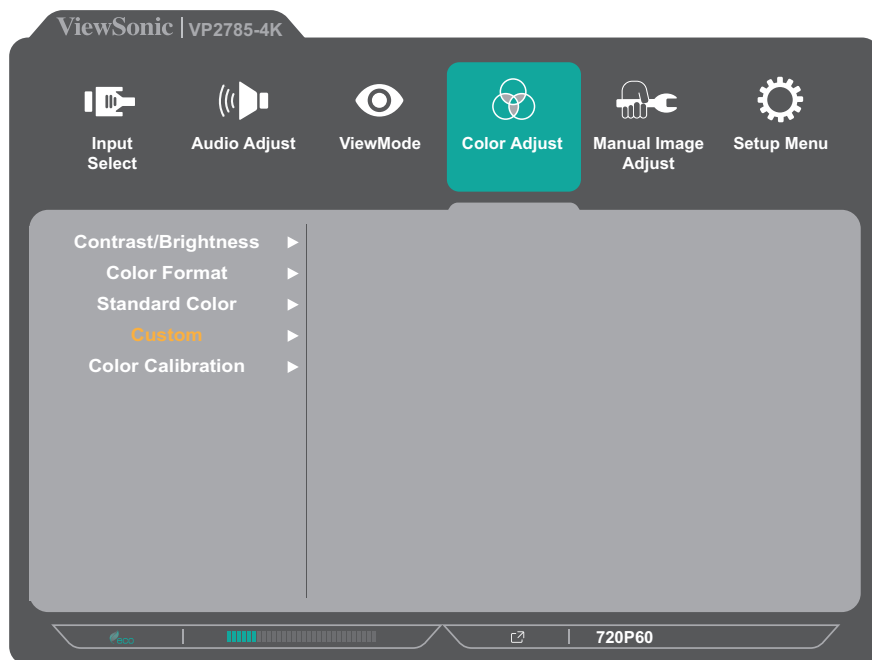 ViewSonic | VP2785-4K
Input
Select
Audio Adjust
ViewMode
Color Adjust
Manual Image
Adjust
Setup Menu
Contrast/Brightness
Color Format
Standard Color
Custom
Color Calibration
eco
720P60